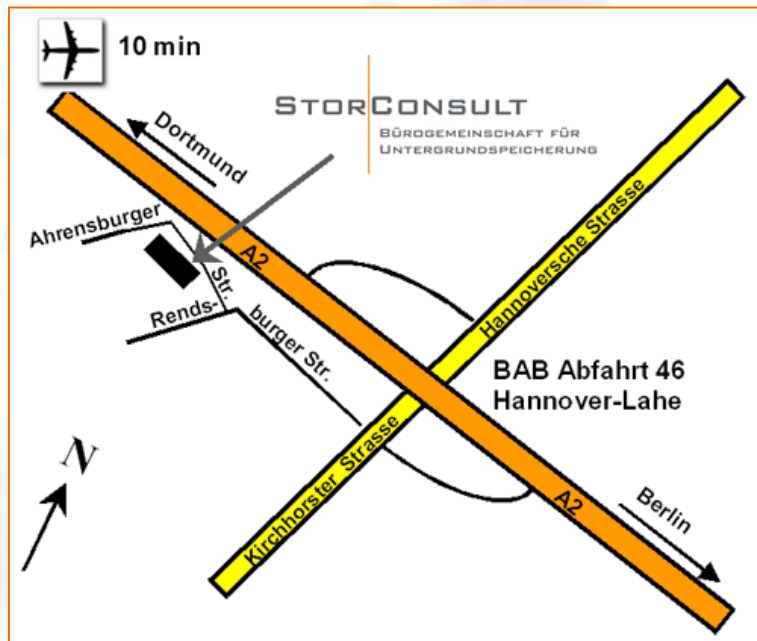 10 min
STORCONSULT
BÜROGEMEINSCHAFT FÜR
UNTERGRUNDSPEICHERUNG
Dortmund
Ahrensburger
Str.
A2
Hannoversche Strasse
Rends-
burger Str.
BAB Abfahrt 46
Hannover-Lahe
Kirchhorster Strasse
N
A2
Berlin